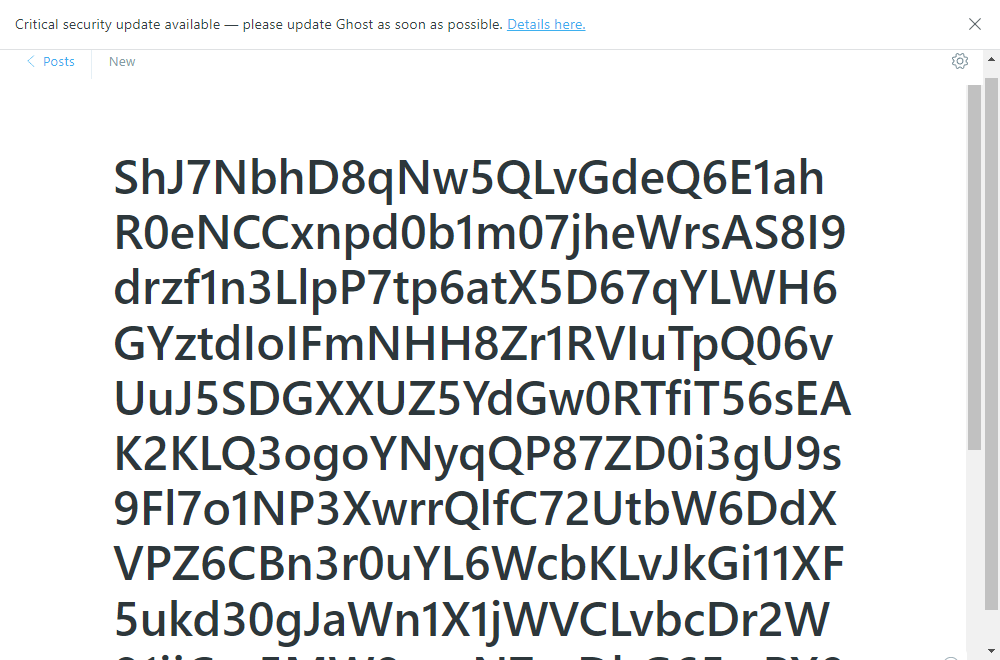 Critical security update available — please update Ghost as soon as possible. Details here.
Posts New
ShJ7NbhD8qNw5QLvGdeQ6E1ah
R0eNCCxnpd0b1m07jheWrsAS8I9
drzf1n3LlpP7tp6atX5D67qYLWH6
GYztdIoIFmNHH8Zr1RVIuTpQ06v
UuJ5SDGXXUZ5YdGw0RTfiT56sEA
K2KLQ3ogoYNyqQP87ZD0i3gU9s
9Fl7o1NP3XwrrQlfC72UtbW6DdX
VPZ6CBn3r0uYL6WcbKLvJkGi11XF
5ukd30gJaWn1X1jWVCLvbcDr2W